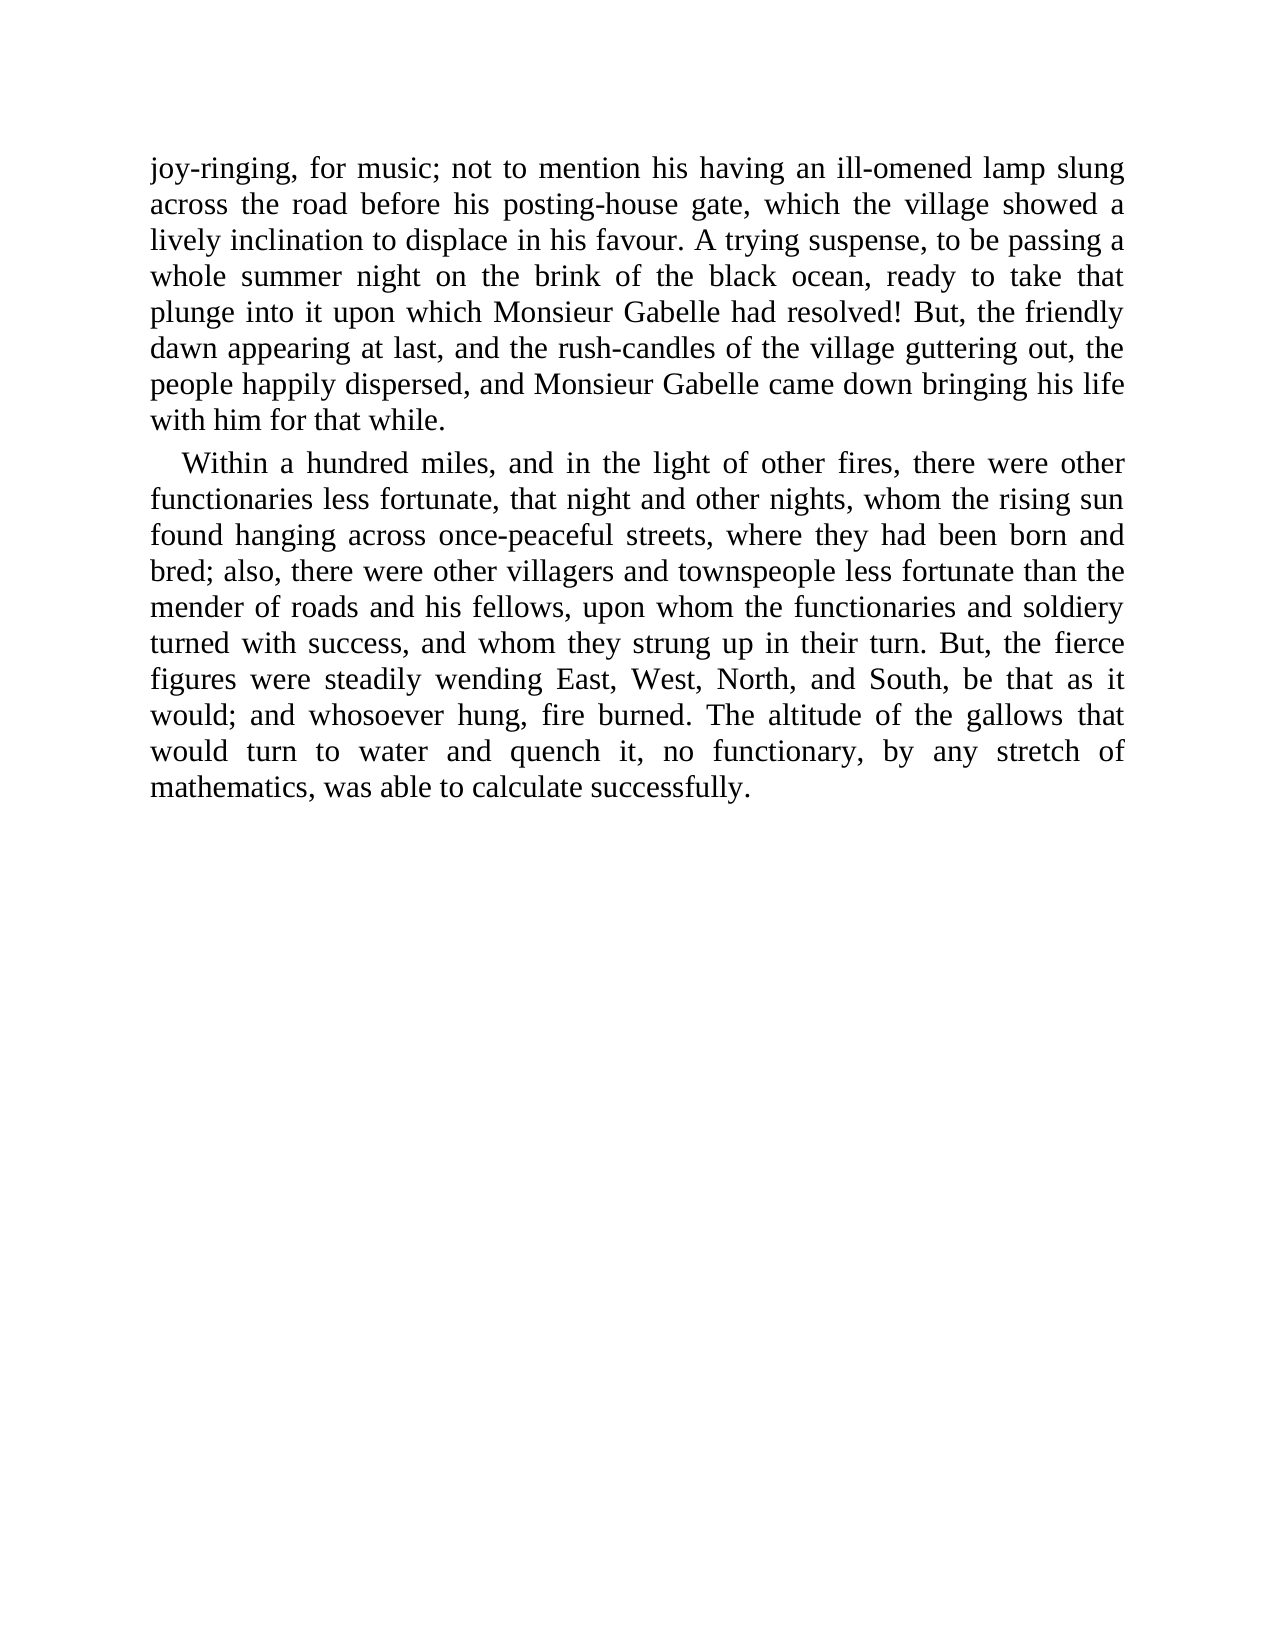 joy-ringing, for music; not to mention his having an ill-omened lamp slung
across the road before his posting-house gate, which the village showed a
lively inclination to displace in his favour. A trying suspense, to be passing a
whole summer night on the brink of the black ocean, ready to take that
plunge into it upon which Monsieur Gabelle had resolved! But, the friendly
dawn appearing at last, and the rush-candles of the village guttering out, the
people happily dispersed, and Monsieur Gabelle came down bringing his life
with him for that while.
Within a hundred miles, and in the light of other fires, there were other
functionaries less fortunate, that night and other nights, whom the rising sun
found hanging across once-peaceful streets, where they had been born and
bred; also, there were other villagers and townspeople less fortunate than the
mender of roads and his fellows, upon whom the functionaries and soldiery
turned with success, and whom they strung up in their turn. But, the fierce
figures were steadily wending East, West, North, and South, be that as it
would; and whosoever hung, fire burned. The altitude of the gallows that
would turn to water and quench it, no functionary, by any stretch of
mathematics, was able to calculate successfully.